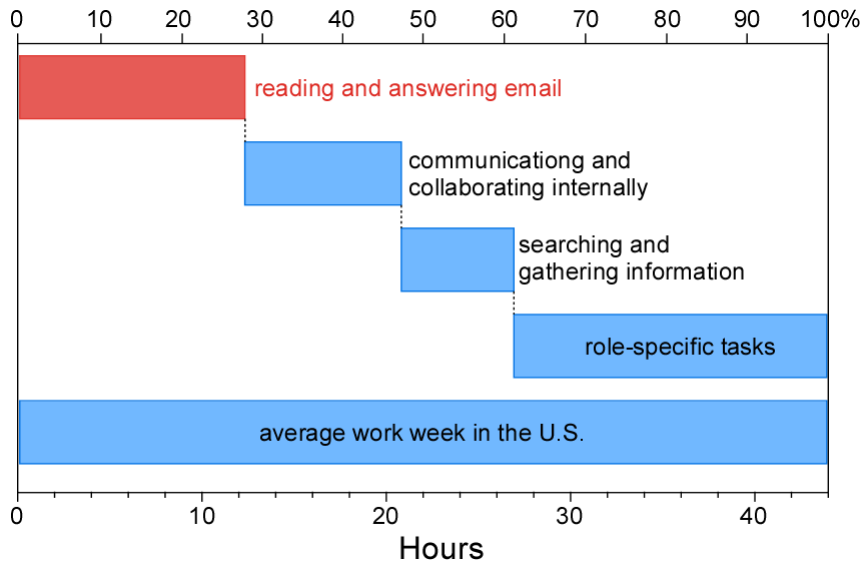 0 10 20 30 40 50 60 70 80 90 100%
reading and answering email
communicationg and
collaborating internally
searching and
gathering information
role-specific tasks
average work week in the U.S.
0 10 20 30 40
Hours